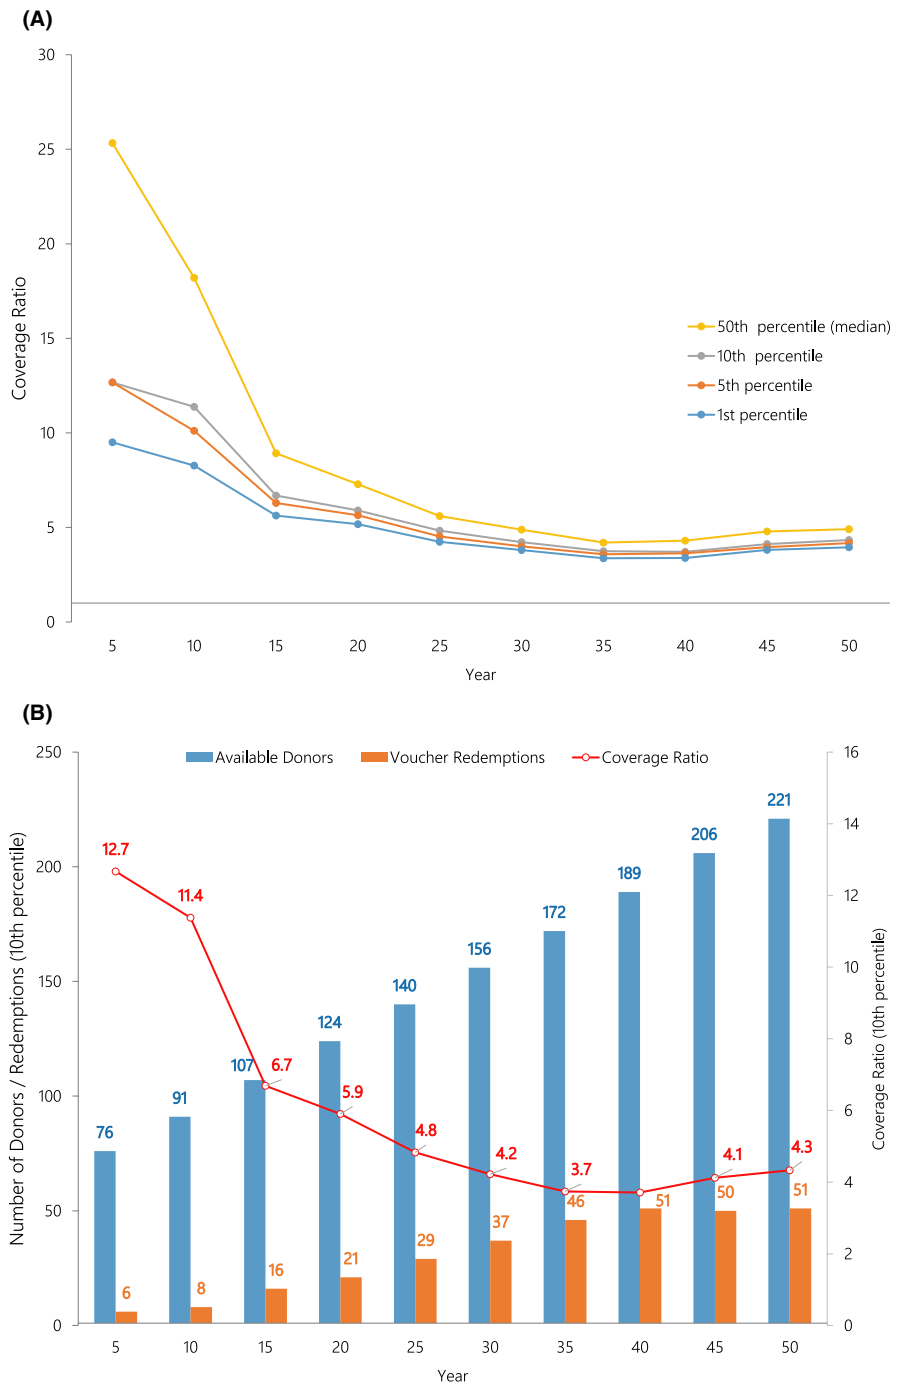 (A)
30
25
20
15
10
5
0
Coverage Ratio
50th percentile (median)
10th percentile
5th percentile
1st percentile
5 10 15 20 25 30 35 40 45 50
Year
(B)
Available Donors Voucher Redemptions Coverage Ratio
250
200
150
100
50
0
Number of Donors / Redemptions (10th percentile)
16
14
12
10
8
6
4
2
0
Coverage Ratio (10th percentile)
12.7 11.4 6.7 5.9 4.8 4.2 3.7 4.1 4.3
76 91 107 124 140 156 172 189 206 221
6 8 16 21 29 37 46 51 50 51
5 10 15 20 25 30 35 40 45 50
Year